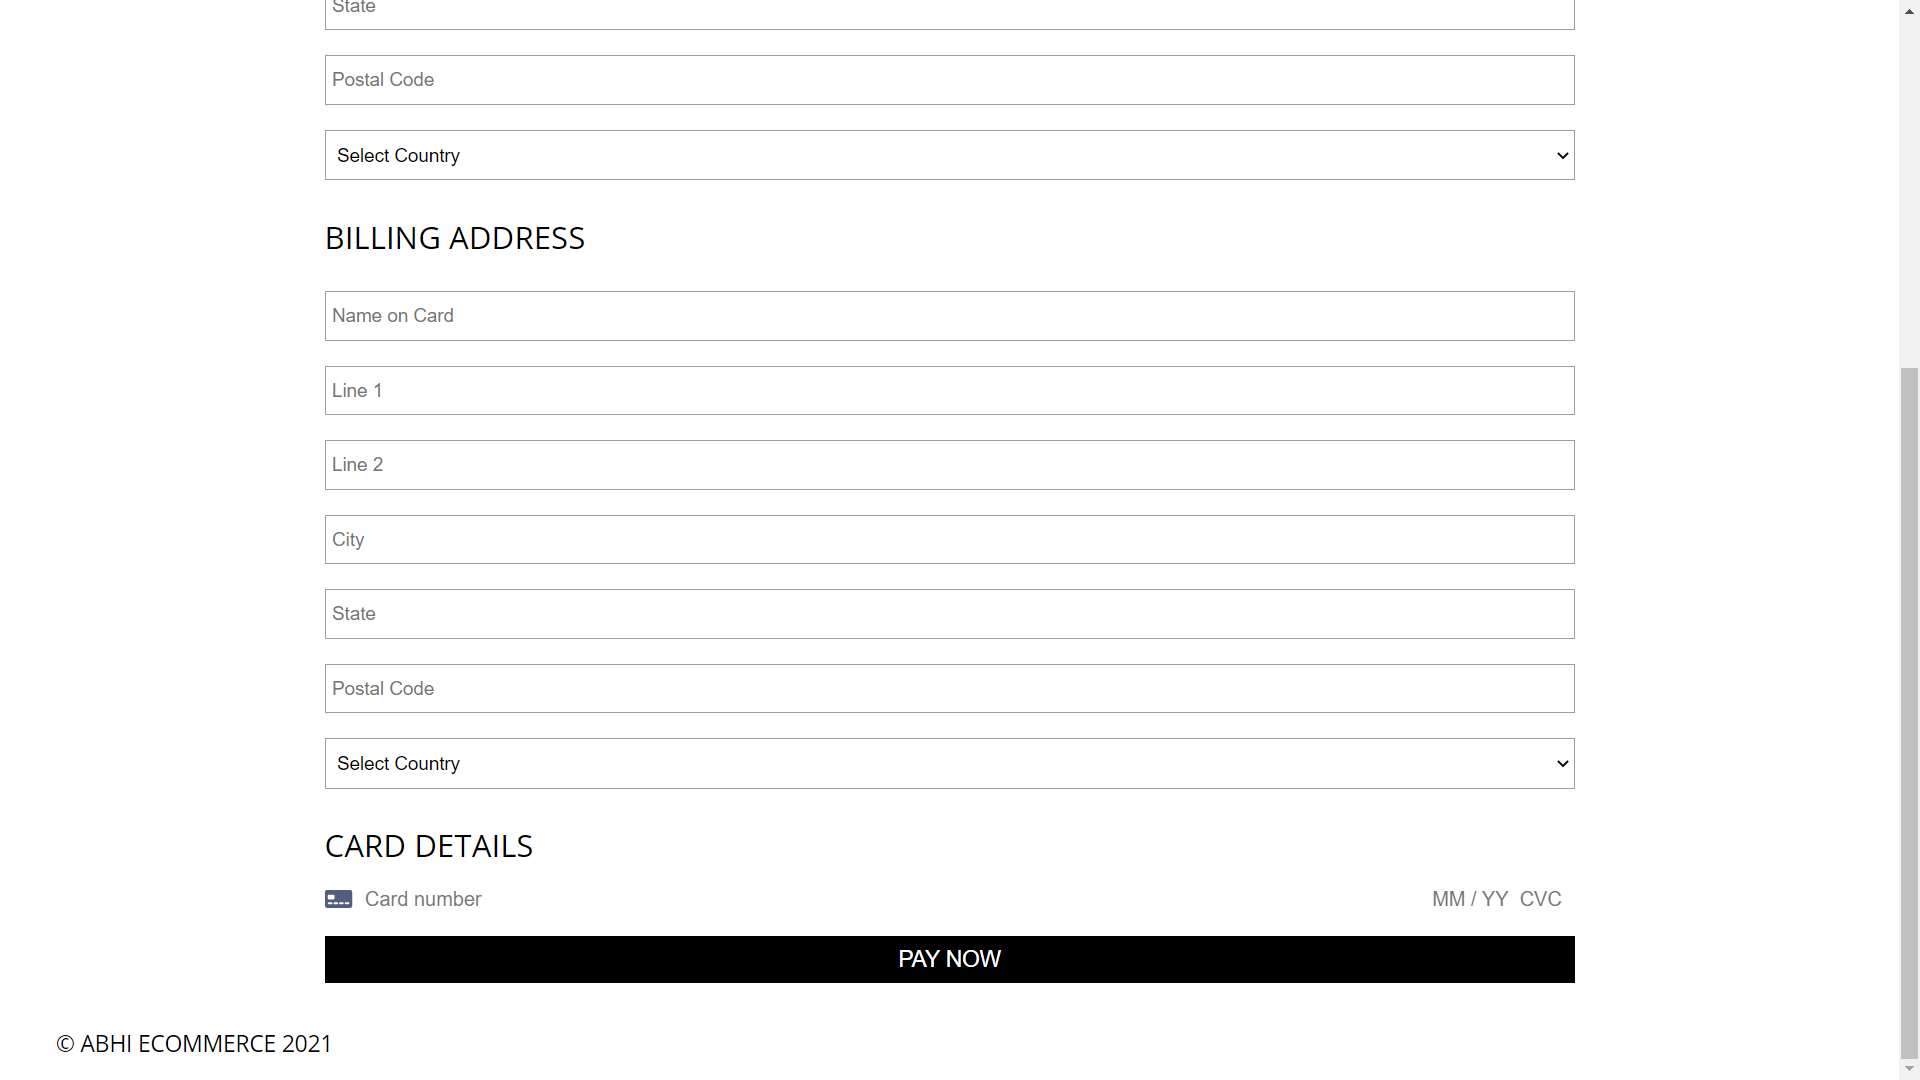 State
Postal Code
Select Country
BILLING ADDRESS
Name on Card
Line 1
Line 2
City
State
Postal Code
Select Country
CARD DETAILS
Card number MM / YY CVC
PAY NOW
© ABHI ECOMMERCE 2021